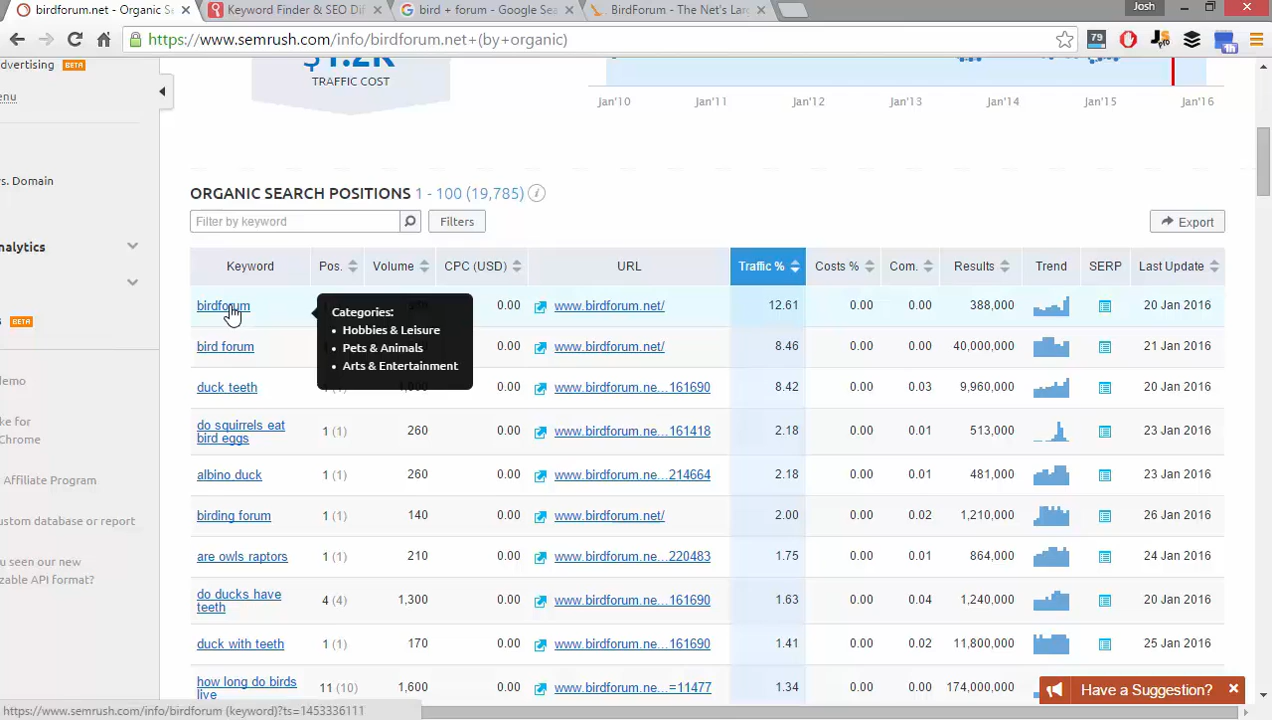 birdforum.net - Organic Se
Keyword Finder & SEO Dif
bird + forum - Google Sea
BirdForum - The Net's Lar
Josh
https://www.semrush.com/info/birdforum.net+(by+organic)
79
1h
dvertising BETA
enu
s. Domain
nalytics
s BETA
demo
ke for
Chrome
Affiliate Program
ustom database or report
you seen our new
zable API format?
$1.2K
TRAFFIC COST
Jan'10 Jan'11 Jan'12 Jan'13 Jan'14 Jan'15 Jan'16
ORGANIC SEARCH POSITIONS 1 - 100 (19,785) i
Filter by keyword Filters Export
Keyword Pos. Volume CPC (USD) URL Traffic % Costs % Com. Results Trend SERP Last Update
birdforum 0.00 www.birdforum.net/ 12.61 0.00 0.00 388,000 20 Jan 2016
Categories:
• Hobbies & Leisure
• Pets & Animals
• Arts & Entertainment
bird forum 0.00 www.birdforum.net/ 8.46 0.00 0.00 40,000,000 21 Jan 2016
duck teeth 0.00 www.birdforum.ne...161690 8.42 0.00 0.03 9,960,000 20 Jan 2016
do squirrels eat
bird eggs 1 (1) 260 0.00 www.birdforum.ne...161418 2.18 0.00 0.01 513,000 23 Jan 2016
albino duck 1 (1) 260 0.00 www.birdforum.ne...214664 2.18 0.00 0.01 481,000 23 Jan 2016
birding forum 1 (1) 140 0.00 www.birdforum.net/ 2.00 0.00 0.02 1,210,000 26 Jan 2016
are owls raptors 1 (1) 210 0.00 www.birdforum.ne...220483 1.75 0.00 0.01 864,000 24 Jan 2016
do ducks have
teeth 4 (4) 1,300 0.00 www.birdforum.ne...161690 1.63 0.00 0.04 1,240,000 20 Jan 2016
duck with teeth 1 (1) 170 0.00 www.birdforum.ne...161690 1.41 0.00 0.02 11,800,000 25 Jan 2016
how long do birds
live 11 (10) 1,600 0.00 www.birdforum.ne...=11477 1.34 0.00 174,000,000
Have a Suggestion?
https://www.semrush.com/info/birdforum (keyword)?ts=1453336111